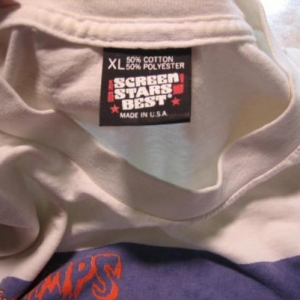 XL 50% COTTON
50% POLYESTER
SCREEN
STARS
BEST
MADE IN U.S.A.